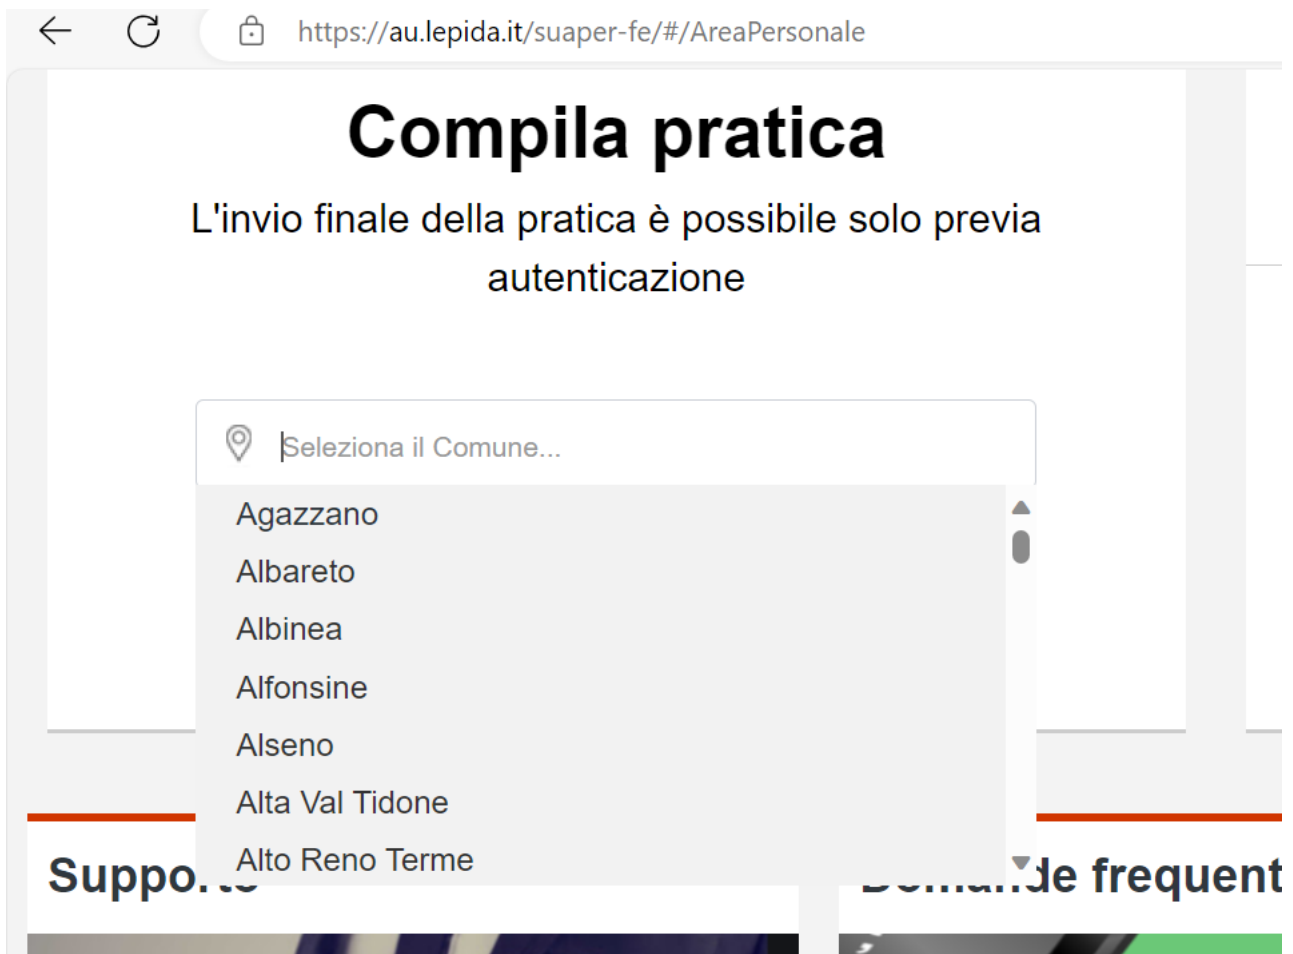 https://au.lepida.it/suaper-fe/#/AreaPersonale
Compila pratica
L'invio finale della pratica è possibile solo previa
autenticazione
Seleziona il Comune...
Agazzano
Albareto
Albinea
Alfonsine
Alseno
Alta Val Tidone
Alto Reno Terme